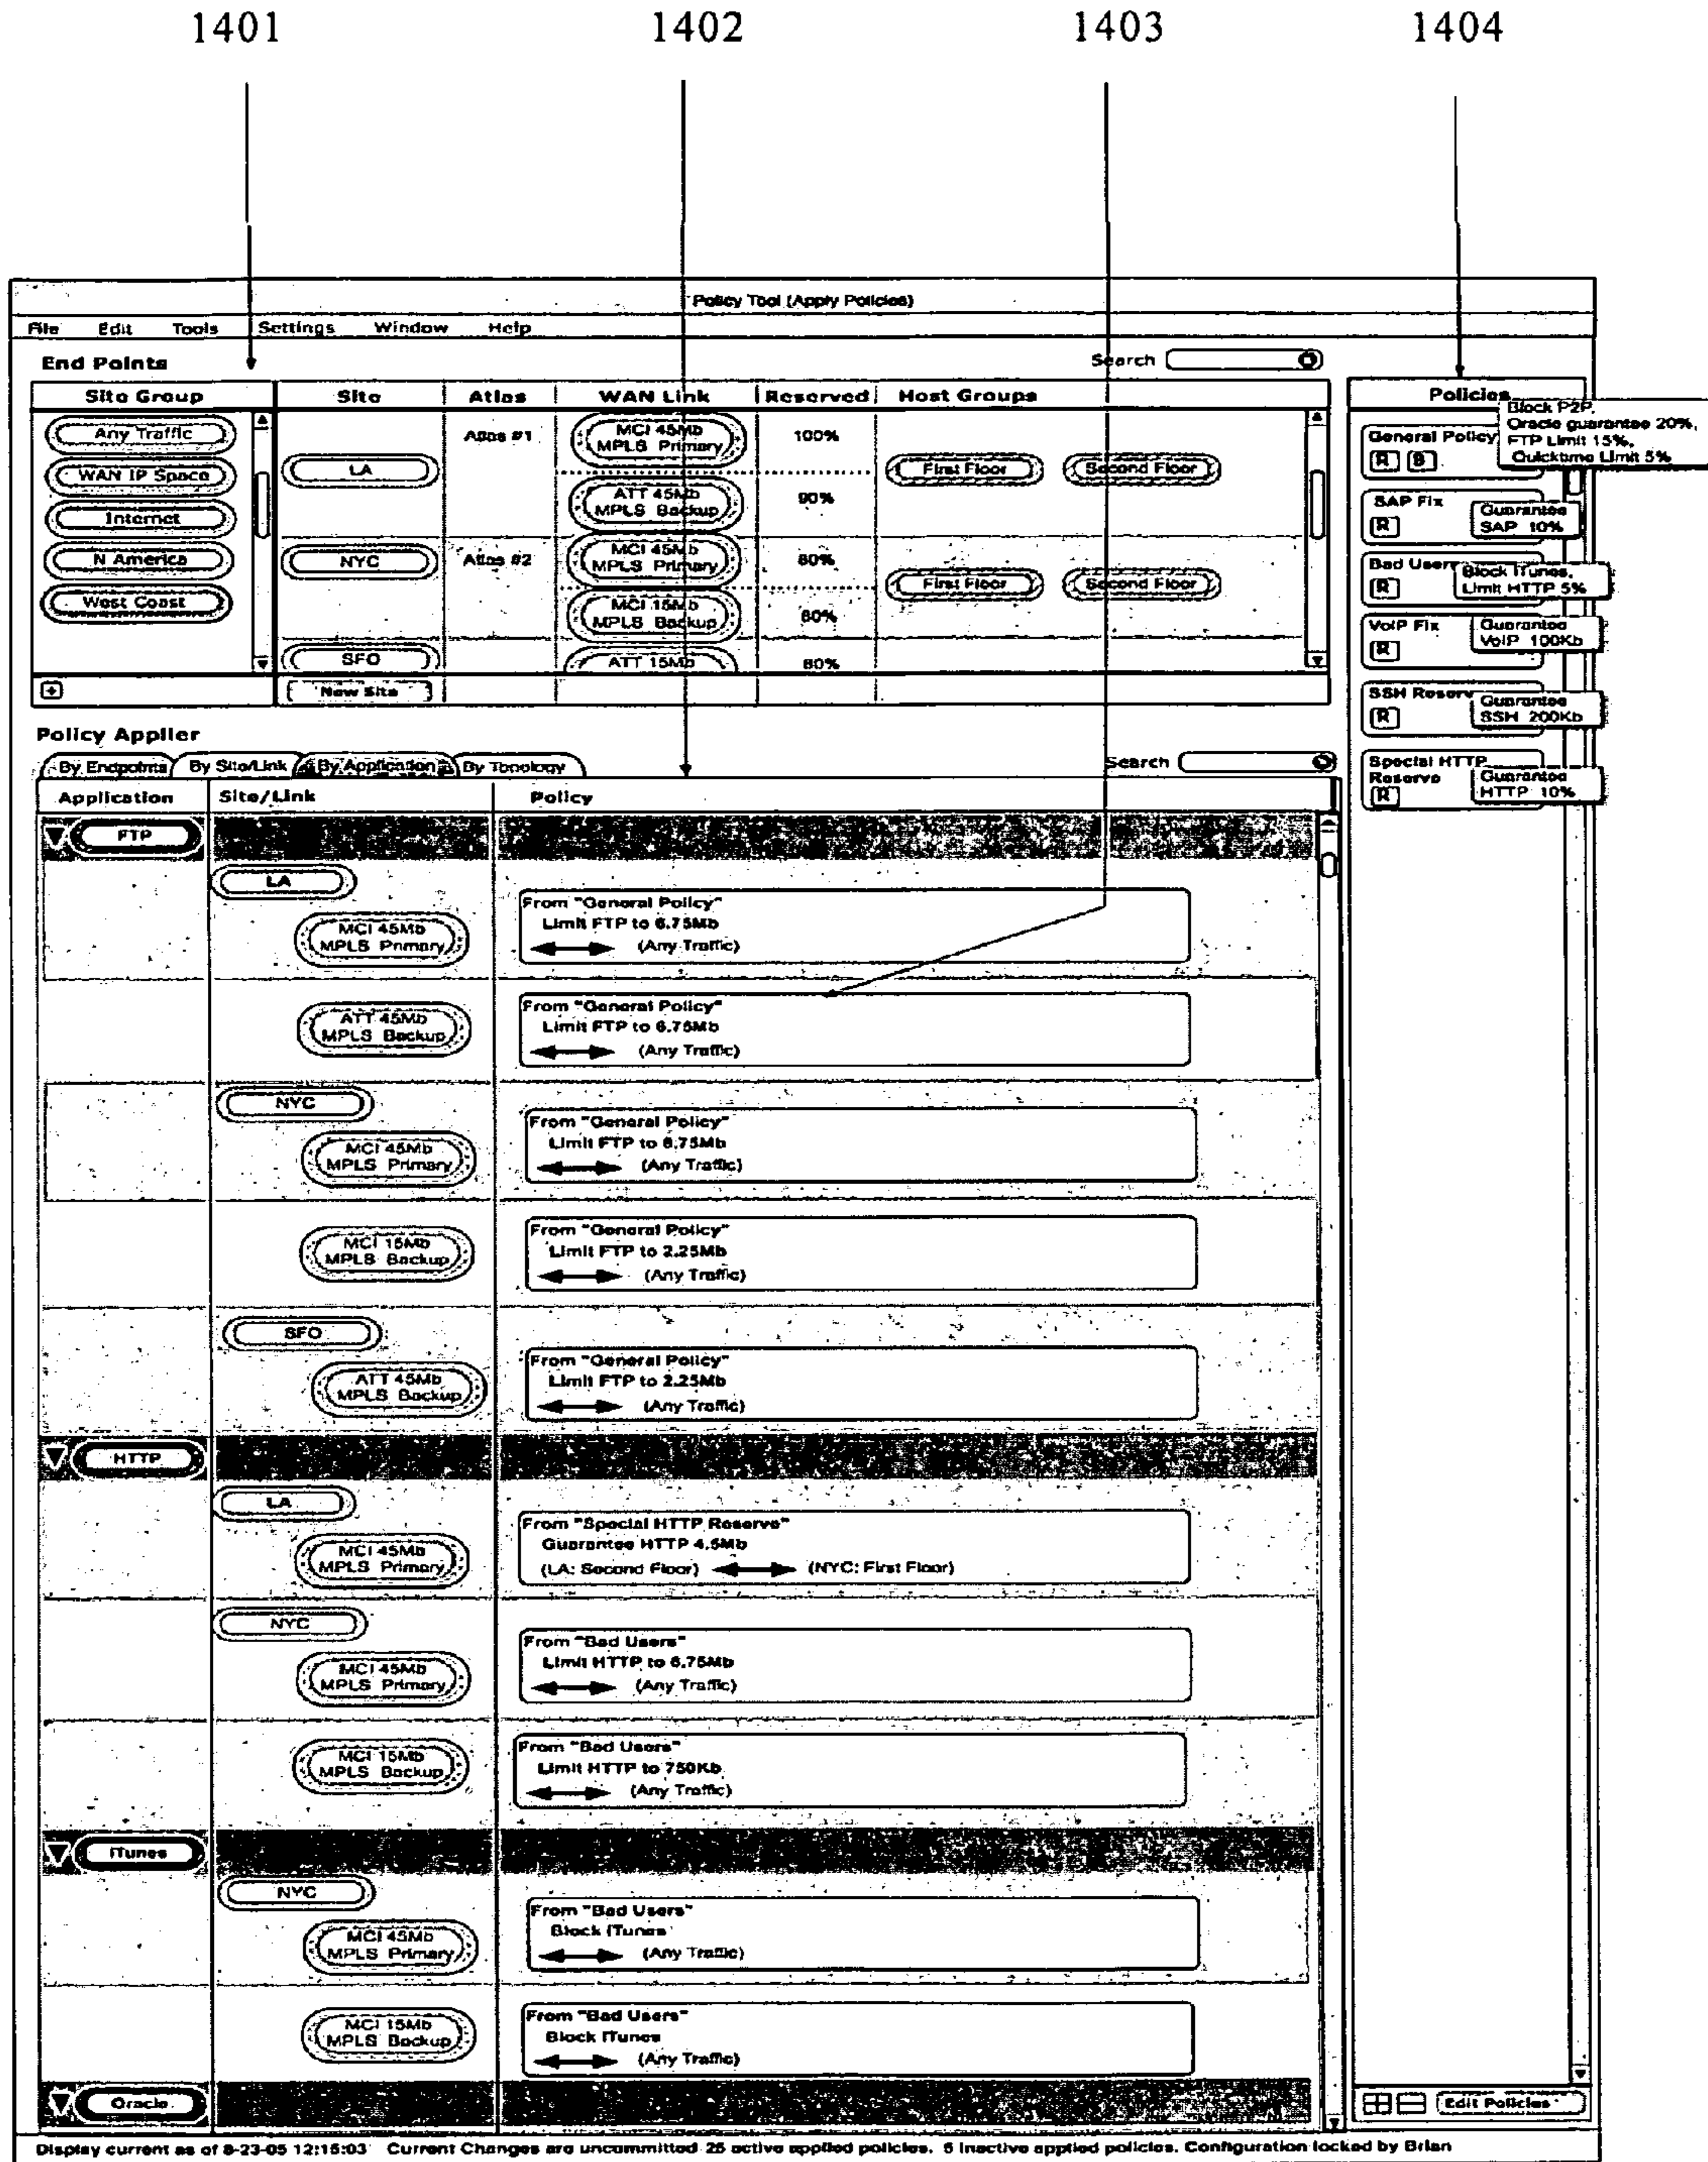 1401 1402 1403 1404
Policy Tool (Apply Policies)
File Edit Tools Settings Window Help
End Points
Search
Site Group Site Atlas WAN Link Reserved Host Groups
Any Traffic
WAN IP Space
Internet
N America
West Coast
LA
Atlas #1
MCI 45Mb
MPLS Primary
100%
ATT 45Mb
MPLS Backup
90%
First Floor Second Floor
NYC
Atlas #2
MCI 45Mb
MPLS Primary
80%
MCI 15Mb
MPLS Backup
80%
First Floor Second Floor
SFO
ATT 15Mb
80%
New Site
Policies
General Policy
R B
Block P2P,
Oracle guarantee 20%,
FTP Limit 15%,
Quicktime Limit 5%
SAP Fix
R
Guarantee
SAP 10%
Bad User
R
Block iTunes,
Limit HTTP 5%
VoIP Fix
R
Guarantee
VoIP 100Kb
SSH Reserv
R
Guarantee
SSH 200Kb
Special HTTP
Reserve
R
Guarantee
HTTP 10%
Policy Applier
By Endpoints By Site/Link By Application By Topology
Search
Application Site/Link Policy
FTP
LA
MCI 45Mb
MPLS Primary
From "General Policy"
Limit FTP to 6.75Mb
(Any Traffic)
ATT 45Mb
MPLS Backup
From "General Policy"
Limit FTP to 6.75Mb
(Any Traffic)
NYC
MCI 45Mb
MPLS Primary
From "General Policy"
Limit FTP to 6.75Mb
(Any Traffic)
MCI 15Mb
MPLS Backup
From "General Policy"
Limit FTP to 2.25Mb
(Any Traffic)
SFO
ATT 45Mb
MPLS Backup
From "General Policy"
Limit FTP to 2.25Mb
(Any Traffic)
HTTP
LA
MCI 45Mb
MPLS Primary
From "Special HTTP Reserve"
Guarantee HTTP 4.5Mb
(LA: Second Floor) (NYC: First Floor)
NYC
MCI 45Mb
MPLS Primary
From "Bad Users"
Limit HTTP to 6.75Mb
(Any Traffic)
MCI 15Mb
MPLS Backup
From "Bad Users"
Limit HTTP to 750Kb
(Any Traffic)
iTunes
NYC
MCI 45Mb
MPLS Primary
From "Bad Users"
Block iTunes
(Any Traffic)
MCI 15Mb
MPLS Backup
From "Bad Users"
Block iTunes
(Any Traffic)
Oracle
Edit Policies
Display current as of 8-23-05 12:15:03 Current Changes are uncommitted 25 active applied policies. 5 inactive applied policies. Configuration locked by Brian